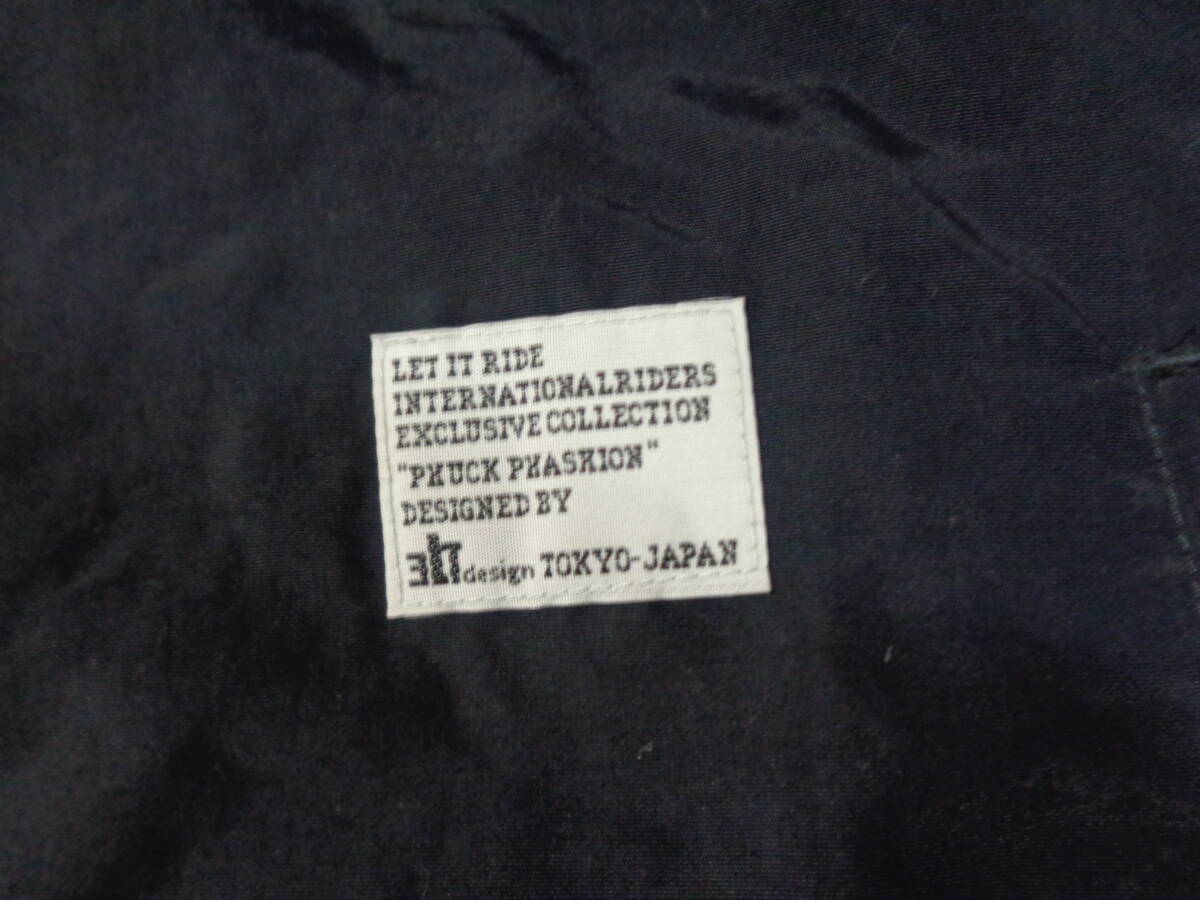 LET IT RIDE
INTERNATIONALRIDERS
EXCLUSIVE COLLECTION
"PHUCK PHASHION"
DESIGNED BY
design TOKYO-JAPAN